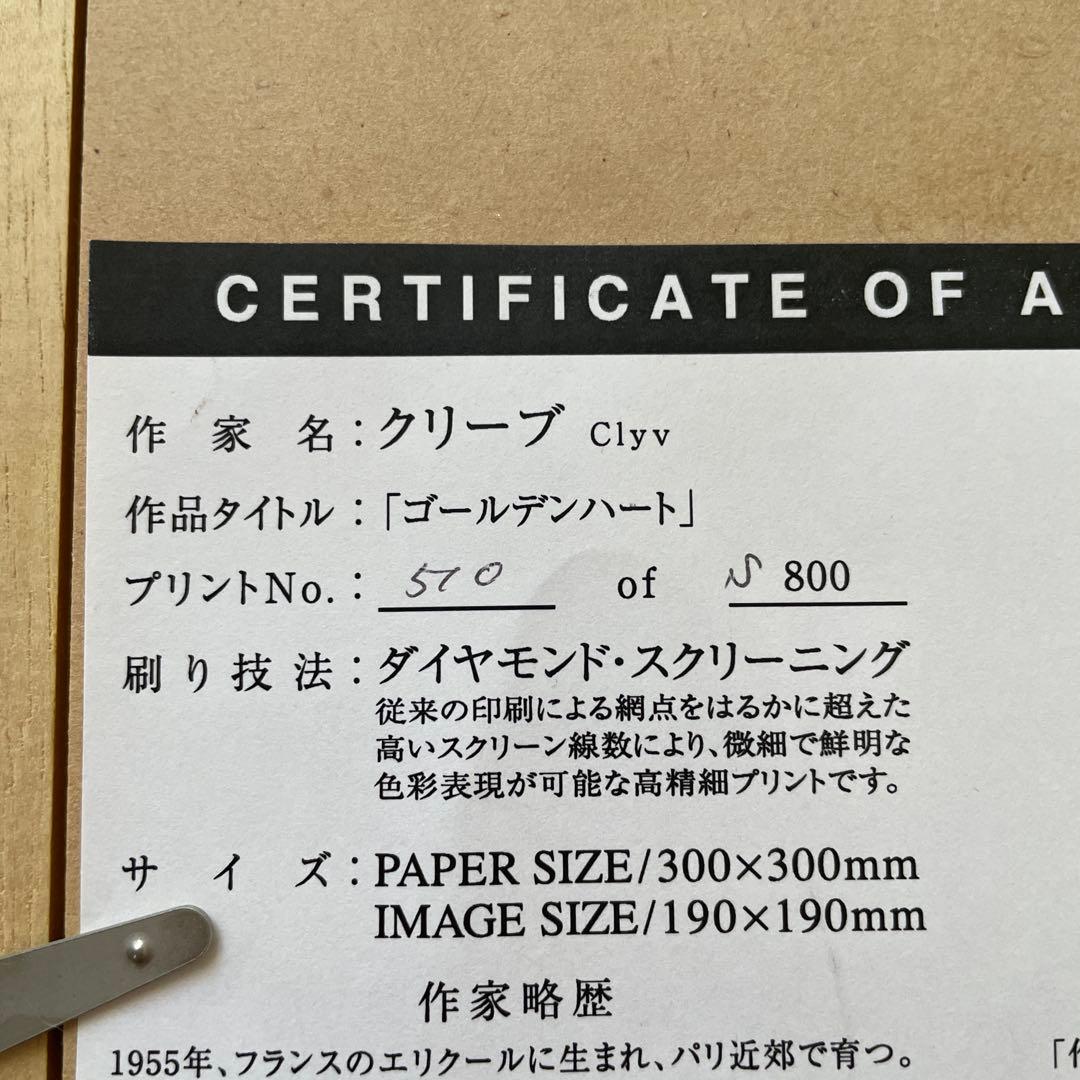 CERTIFICATE OF A
作家名：クリーブ Clyv
作品タイトル：「ゴールデンハート」
プリントNo.：510 of S 800
刷り技法：ダイヤモンド・スクリーニング
従来の印刷による網点をはるかに超えた
高いスクリーン線数により、微細で鮮明な
色彩表現が可能な高精細プリントです。
サイズ：PAPER SIZE/300×300mm
IMAGE SIZE/190×190mm
作家略歴
1955年、フランスのエリクールに生まれ、パリ近郊で育つ。